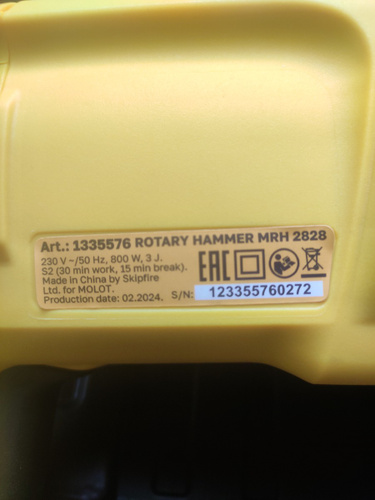 Art.: 1335576 ROTARY HAMMER MRH 2828
230 V ~/50 Hz, 800 W, 3 J.
S2 (30 min work, 15 min break).
Made in China by Skipfire
Ltd. for MOLOT.
Production date: 02.2024.
EAC
S/N: 123355760272